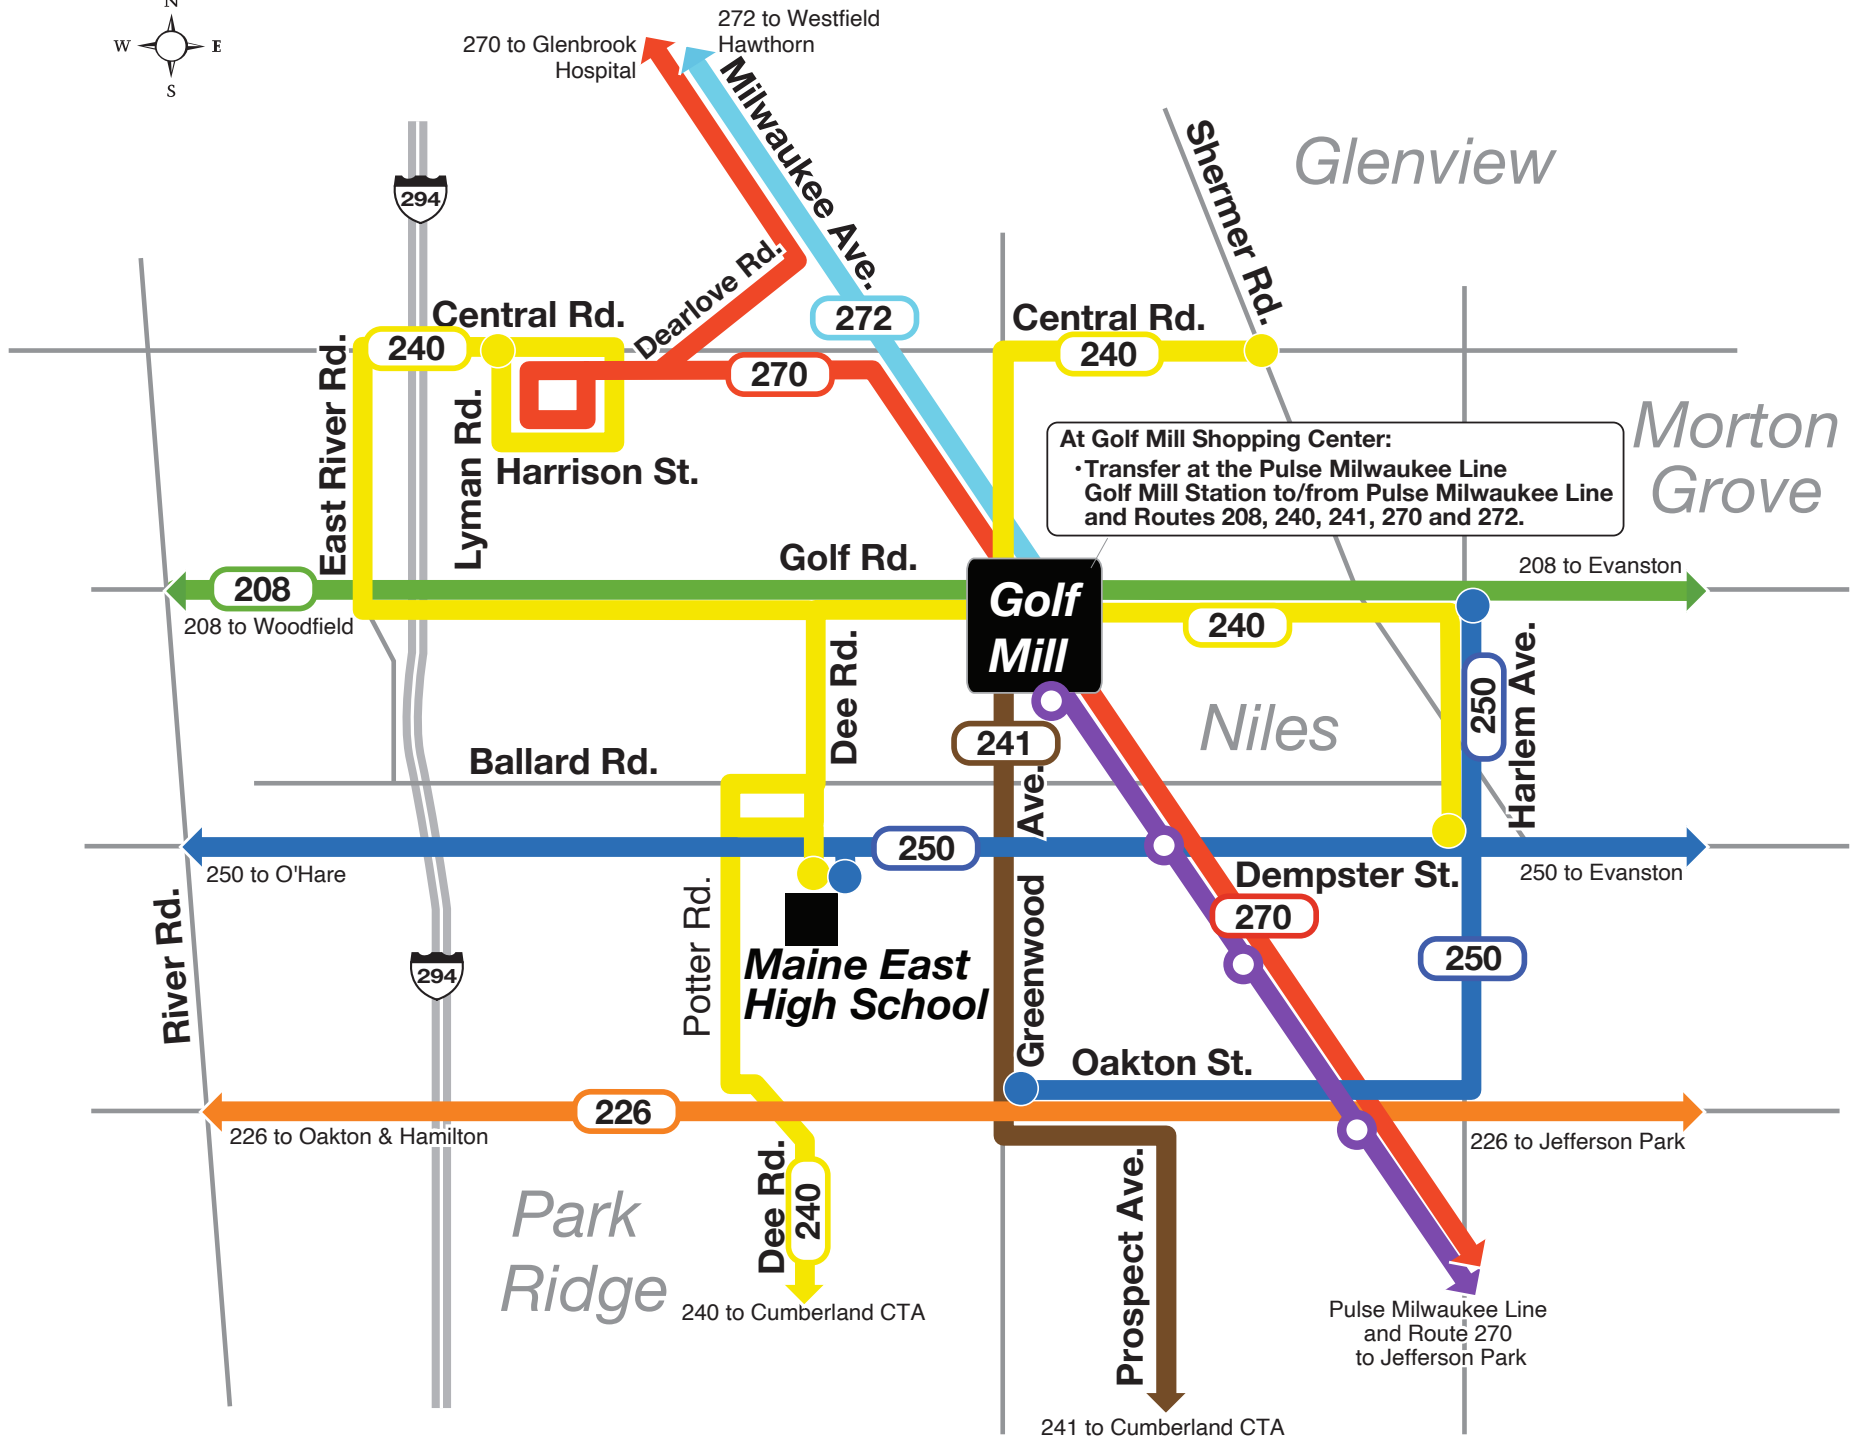 N
W
E
S
270 to Glenbrook
Hospital
272 to Westfield
Hawthorn
Milwaukee Ave.
Shermer Rd.
Glenview
294
Dearlove Rd.
272
Central Rd.
240
East River Rd.
Lyman Rd.
270
Central Rd.
240
Harrison St.
At Golf Mill Shopping Center:
•Transfer at the Pulse Milwaukee Line
Golf Mill Station to/from Pulse Milwaukee Line
and Routes 208, 240, 241, 270 and 272.
Morton
Grove
Golf Rd.
208
208 to Woodfield
208 to Evanston
Golf
Mill
240
Dee Rd.
250
Harlem Ave.
Niles
241
Ballard Rd.
250
250 to O'Hare
250 to Evanston
Dempster St.
270
Potter Rd.
Greenwood Ave.
River Rd.
294
Maine East
High School
250
Oakton St.
226
226 to Oakton & Hamilton
226 to Jefferson Park
Park
Ridge
Dee Rd.
240
Prospect Ave.
240 to Cumberland CTA
Pulse Milwaukee Line
and Route 270
to Jefferson Park
241 to Cumberland CTA